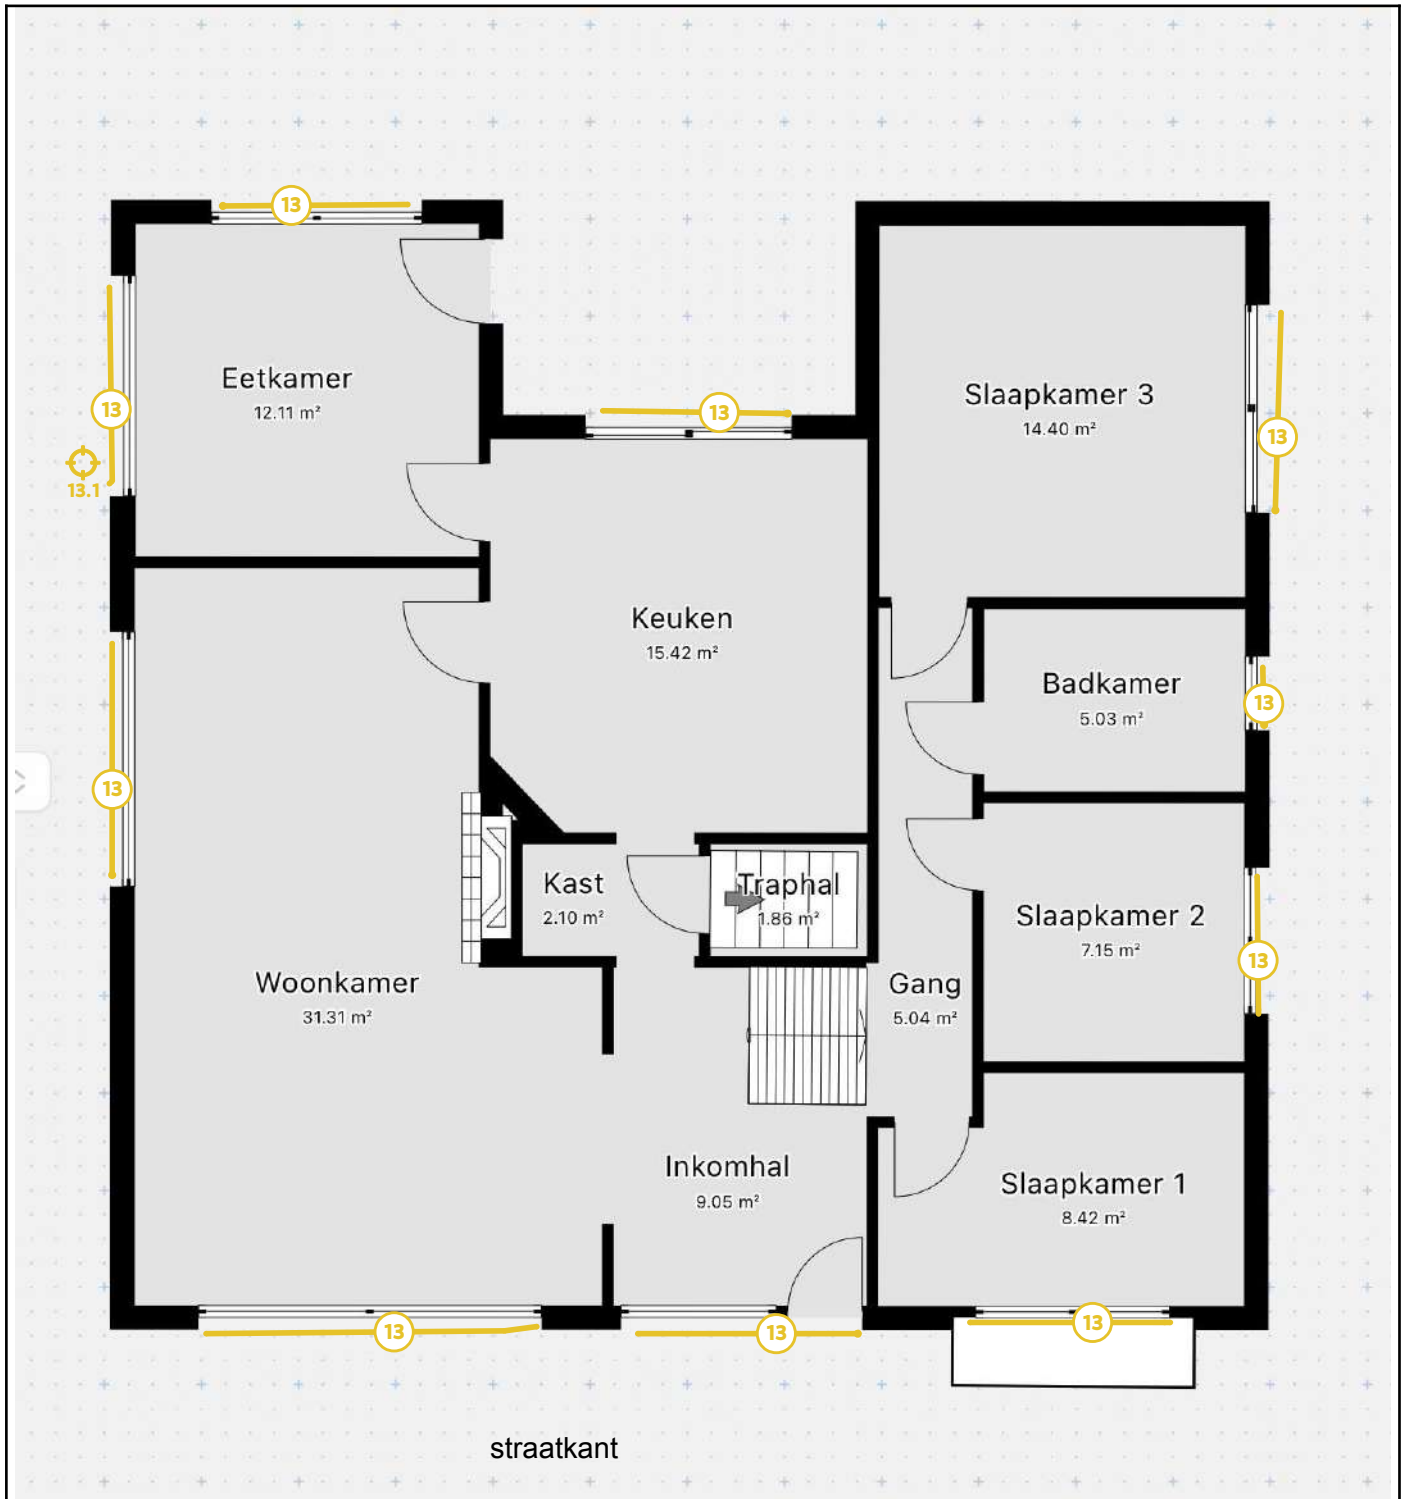 13
Eetkamer
12.11 m²
13
13
13.1
Slaapkamer 3
14.40 m²
13
Keuken
15.42 m²
Badkamer
5.03 m²
13
13
Kast
2.10 m²
Traphal
1.86 m²
Slaapkamer 2
7.15 m²
13
Woonkamer
31.31 m²
Gang
5.04 m²
Inkomhal
9.05 m²
Slaapkamer 1
8.42 m²
13
13
13
straatkant